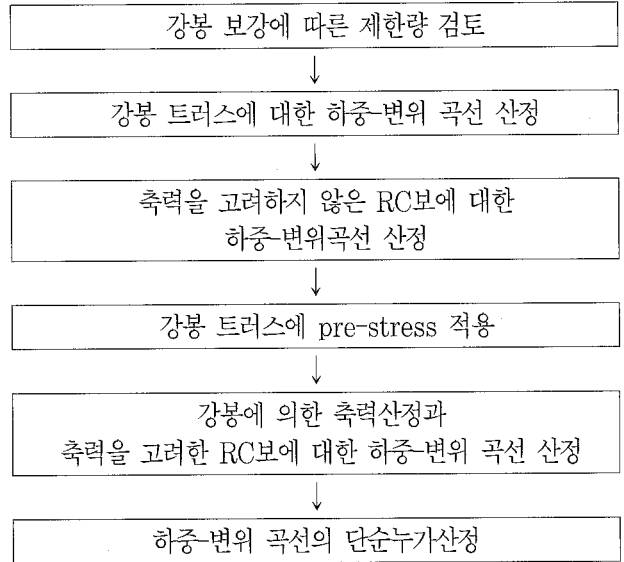 강봉 보강에 따른 제한량 검토
↓
강봉 트러스에 대한 하중-변위 곡선 산정
↓
축력을 고려하지 않은 RC보에 대한
하중-변위곡선 산정
↓
강봉 트러스에 pre-stress 적용
↓
강봉에 의한 축력산정과
축력을 고려한 RC보에 대한 하중-변위 곡선 산정
↓
하중-변위 곡선의 단순누가산정